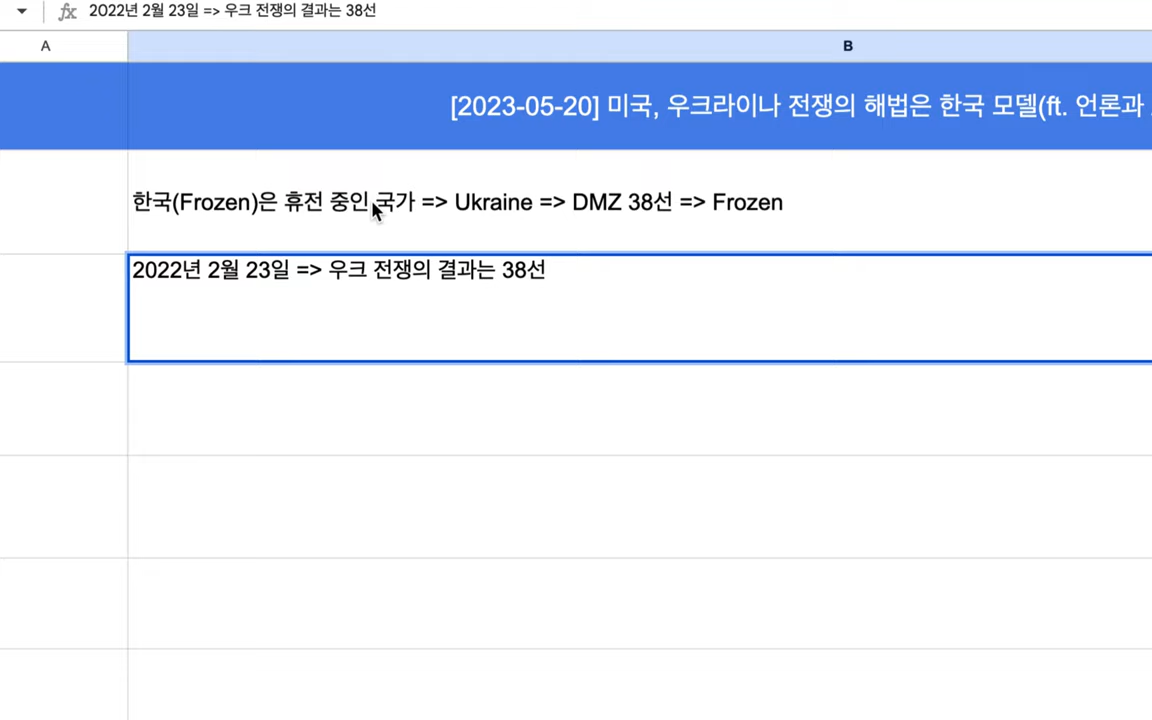 fx 2022년 2월 23일 => 우크 전쟁의 결과는 38선
A B
[2023-05-20] 미국, 우크라이나 전쟁의 해법은 한국 모델(ft. 언론과
한국(Frozen)은 휴전 중인 국가 => Ukraine => DMZ 38선 => Frozen
2022년 2월 23일 => 우크 전쟁의 결과는 38선